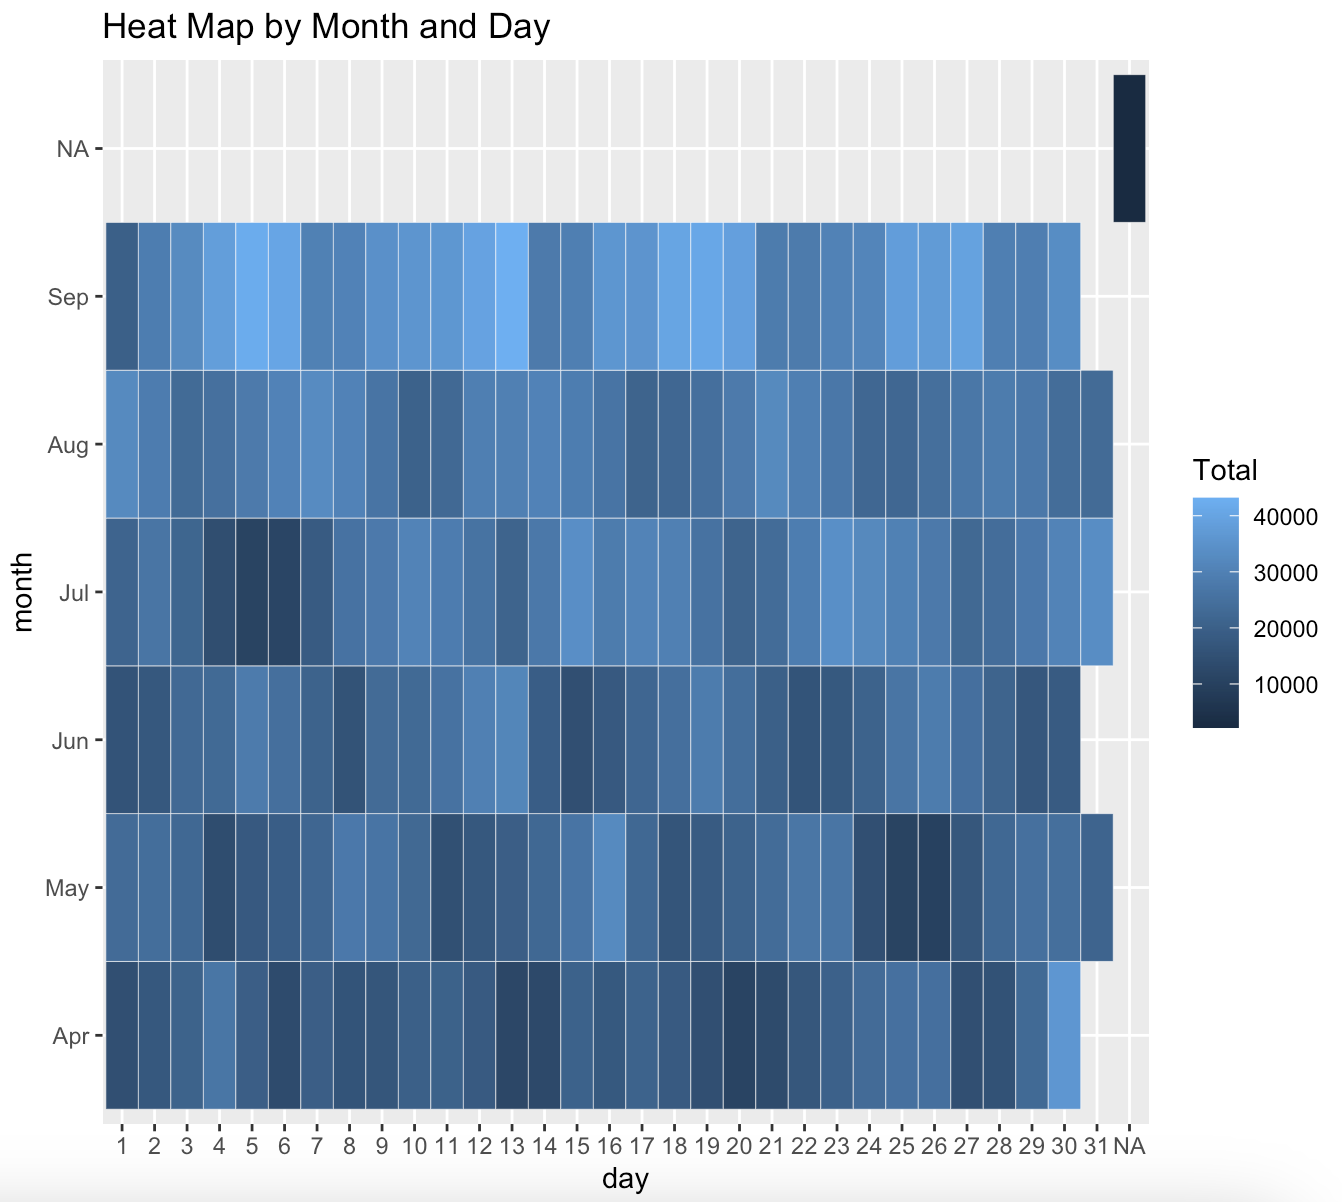 Heat Map by Month and Day
NA
Sep
Aug
Jul
Jun
May
Apr
month
1 2 3 4 5 6 7 8 9 10 11 12 13 14 15 16 17 18 19 20 21 22 23 24 25 26 27 28 29 30 31 NA
day
Total
40000
30000
20000
10000